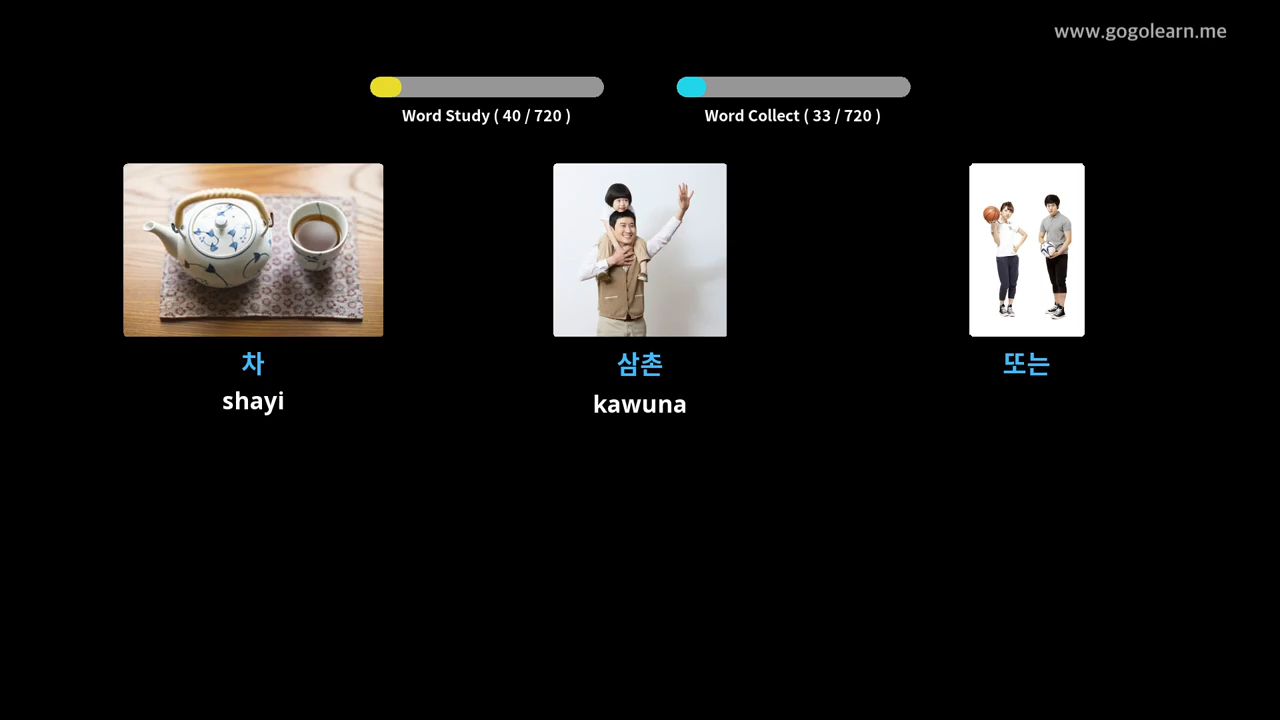 www.gogolearn.me
Word Study ( 40 / 720 )
Word Collect ( 33 / 720 )
차
삼촌
또는
shayi
kawuna